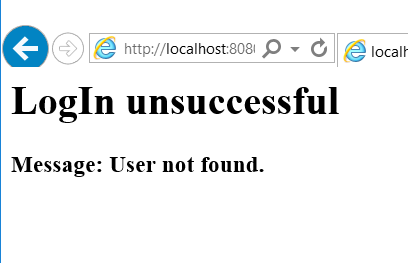 http://localhost:808
localh
LogIn unsuccessful
Message: User not found.